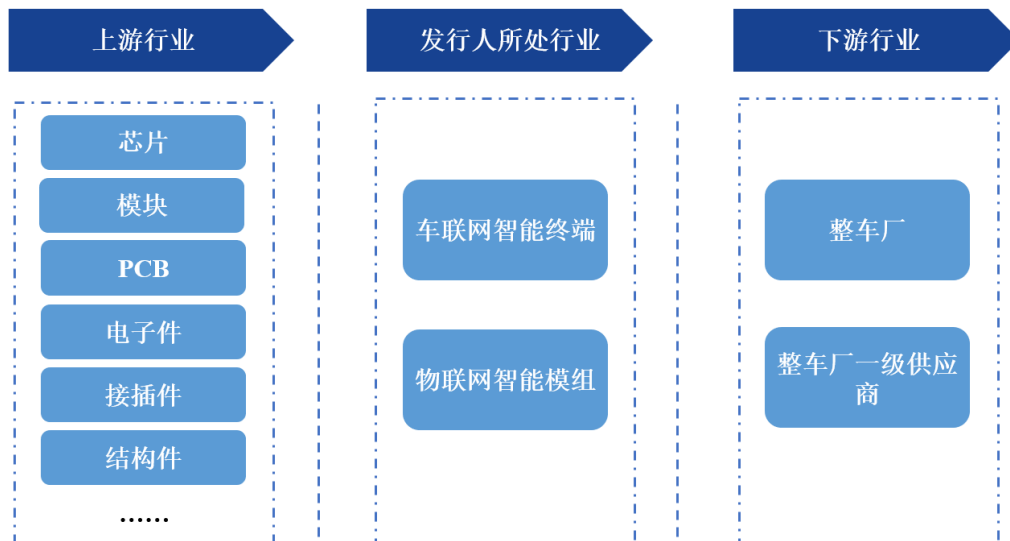 上游行业
发行人所处行业
下游行业
芯片
模块
PCB
电子件
接插件
结构件
......
车联网智能终端
物联网智能模组
整车厂
整车厂一级供应
商